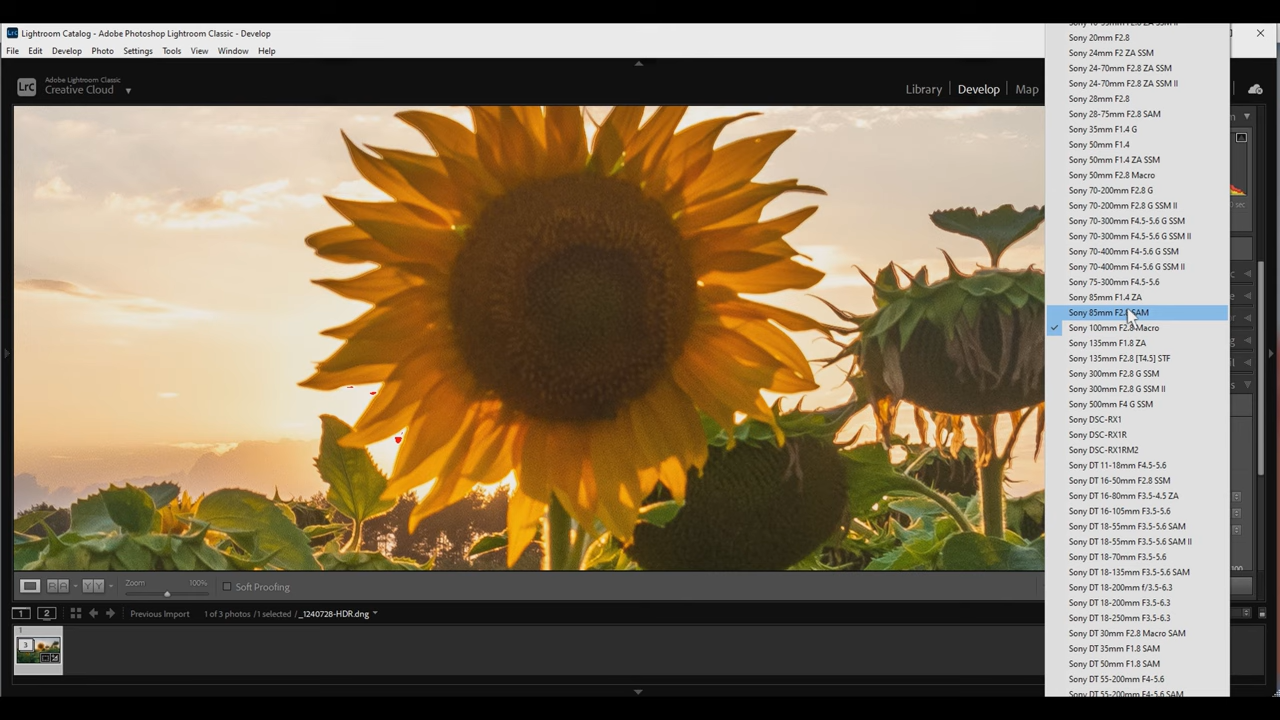 Lightroom Catalog - Adobe Photoshop Lightroom Classic - Develop
File Edit Develop Photo Settings Tools View Window Help
Lrc
Adobe Lightroom Classic
Creative Cloud
Library Develop Map
Sony 20mm F2.8
Sony 24mm F2 ZA SSM
Sony 24-70mm F2.8 ZA SSM
Sony 24-70mm F2.8 ZA SSM II
Sony 28mm F2.8
Sony 28-75mm F2.8 SAM
Sony 35mm F1.4 G
Sony 50mm F1.4
Sony 50mm F1.4 ZA SSM
Sony 50mm F2.8 Macro
Sony 70-200mm F2.8 G
Sony 70-200mm F2.8 G SSM II
Sony 70-300mm F4.5-5.6 G SSM
Sony 70-300mm F4.5-5.6 G SSM II
Sony 70-400mm F4-5.6 G SSM
Sony 70-400mm F4-5.6 G SSM II
Sony 75-300mm F4.5-5.6
Sony 85mm F1.4 ZA
Sony 85mm F2.8 SAM
Sony 100mm F2.8 Macro
Sony 135mm F1.8 ZA
Sony 135mm F2.8 [T4.5] STF
Sony 300mm F2.8 G SSM
Sony 300mm F2.8 G SSM II
Sony 500mm F4 G SSM
Sony DSC-RX1
Sony DSC-RX1R
Sony DSC-RX1RM2
Sony DT 11-18mm F4.5-5.6
Sony DT 16-50mm F2.8 SSM
Sony DT 16-80mm F3.5-4.5 ZA
Sony DT 16-105mm F3.5-5.6
Sony DT 18-55mm F3.5-5.6 SAM
Sony DT 18-55mm F3.5-5.6 SAM II
Sony DT 18-70mm F3.5-5.6
Sony DT 18-135mm F3.5-5.6 SAM
Sony DT 18-200mm f/3.5-6.3
Sony DT 18-200mm F3.5-6.3
Sony DT 18-250mm F3.5-6.3
Sony DT 30mm F2.8 Macro SAM
Sony DT 35mm F1.8 SAM
Sony DT 50mm F1.8 SAM
Sony DT 55-200mm F4-5.6
Sony DT 55-200mm F4-5.6 SAM
sec
100
Zoom 100% Soft Proofing
1 2 Previous Import 1 of 3 photos /1 selected /_1240728-HDR.dng
1
3